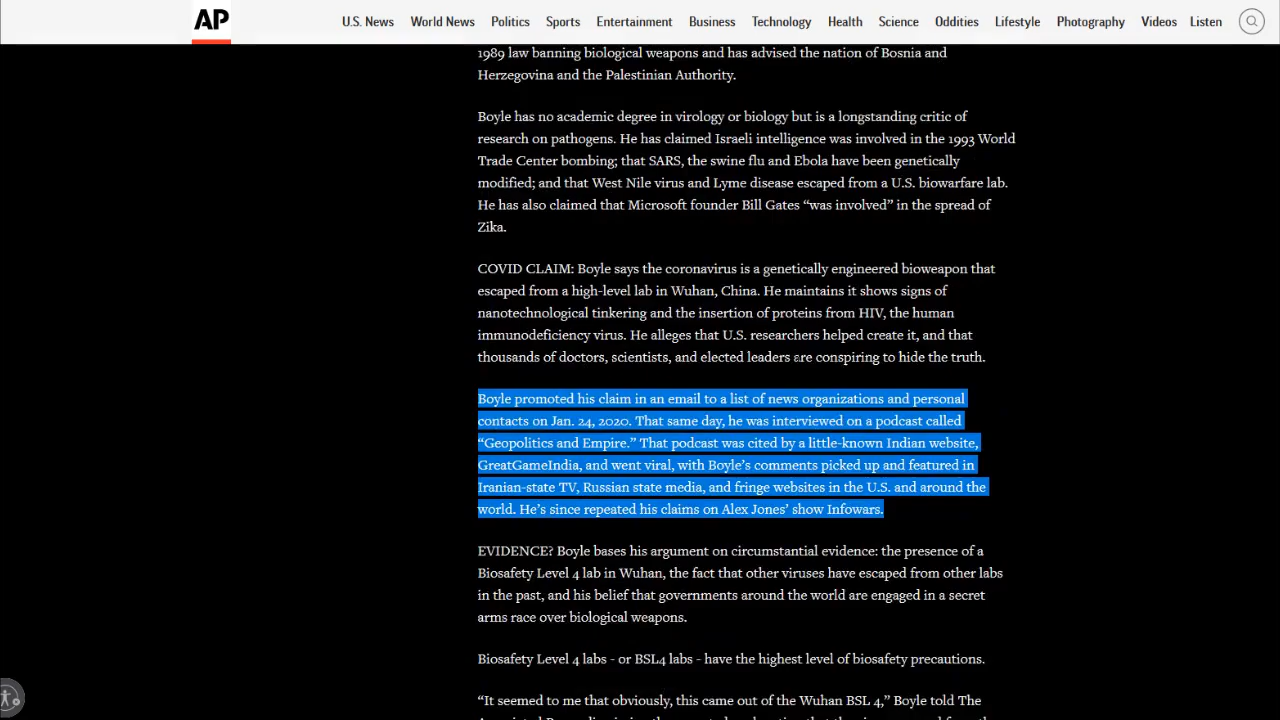 AP
U.S. News World News Politics Sports Entertainment Business Technology Health Science Oddities Lifestyle Photography Videos Listen
1989 law banning biological weapons and has advised the nation of Bosnia and
Herzegovina and the Palestinian Authority.
Boyle has no academic degree in virology or biology but is a longstanding critic of
research on pathogens. He has claimed Israeli intelligence was involved in the 1993 World
Trade Center bombing; that SARS, the swine flu and Ebola have been genetically
modified; and that West Nile virus and Lyme disease escaped from a U.S. biowarfare lab.
He has also claimed that Microsoft founder Bill Gates “was involved” in the spread of
Zika.
COVID CLAIM: Boyle says the coronavirus is a genetically engineered bioweapon that
escaped from a high-level lab in Wuhan, China. He maintains it shows signs of
nanotechnological tinkering and the insertion of proteins from HIV, the human
immunodeficiency virus. He alleges that U.S. researchers helped create it, and that
thousands of doctors, scientists, and elected leaders are conspiring to hide the truth.
Boyle promoted his claim in an email to a list of news organizations and personal
contacts on Jan. 24, 2020. That same day, he was interviewed on a podcast called
“Geopolitics and Empire.” That podcast was cited by a little-known Indian website,
GreatGameIndia, and went viral, with Boyle’s comments picked up and featured in
Iranian-state TV, Russian state media, and fringe websites in the U.S. and around the
world. He’s since repeated his claims on Alex Jones’ show Infowars.
EVIDENCE? Boyle bases his argument on circumstantial evidence: the presence of a
Biosafety Level 4 lab in Wuhan, the fact that other viruses have escaped from other labs
in the past, and his belief that governments around the world are engaged in a secret
arms race over biological weapons.
Biosafety Level 4 labs - or BSL4 labs - have the highest level of biosafety precautions.
“It seemed to me that obviously, this came out of the Wuhan BSL 4,” Boyle told The